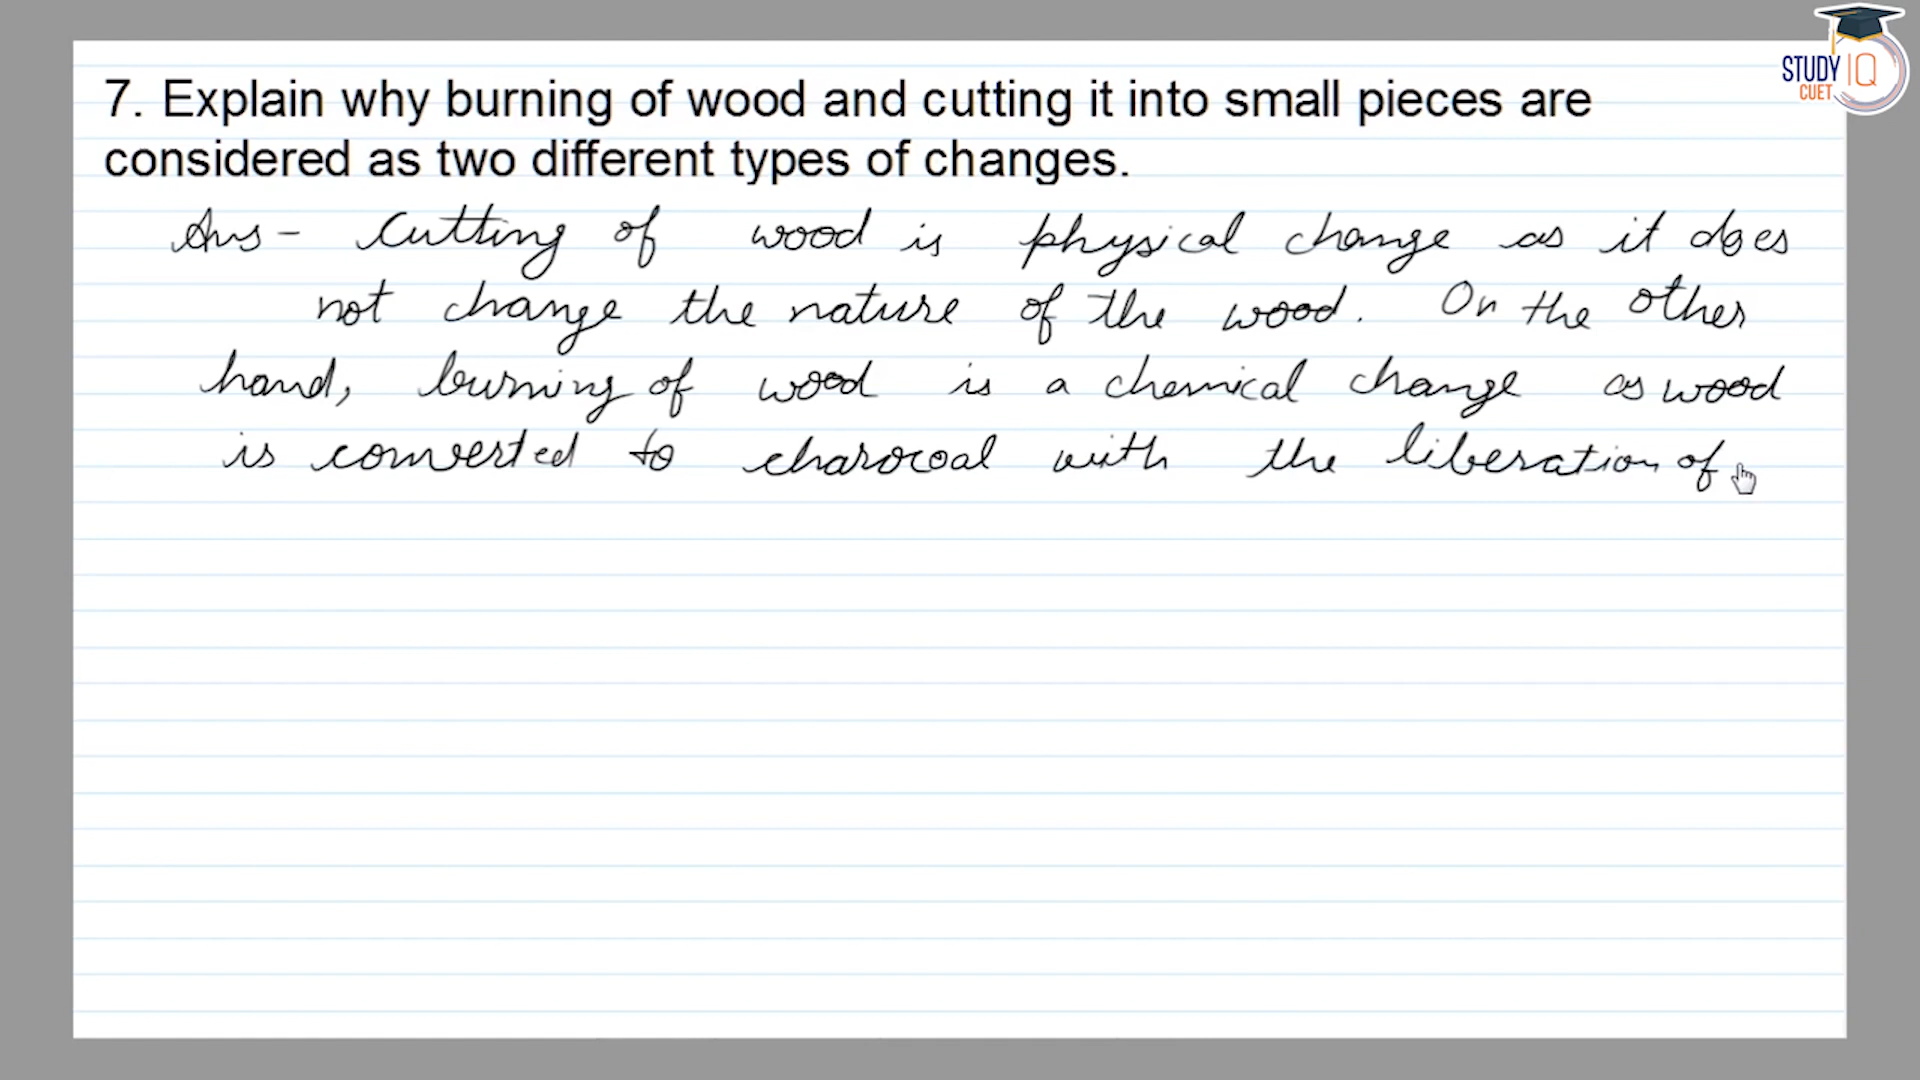 STUDY IQ
CUET
7. Explain why burning of wood and cutting it into small pieces are
considered as two different types of changes.
Ans - Cutting of wood is physical change as it does
not change the nature of the wood. On the other
hand, burning of wood is a chemical change as wood
is converted to charocoal with the liberation of